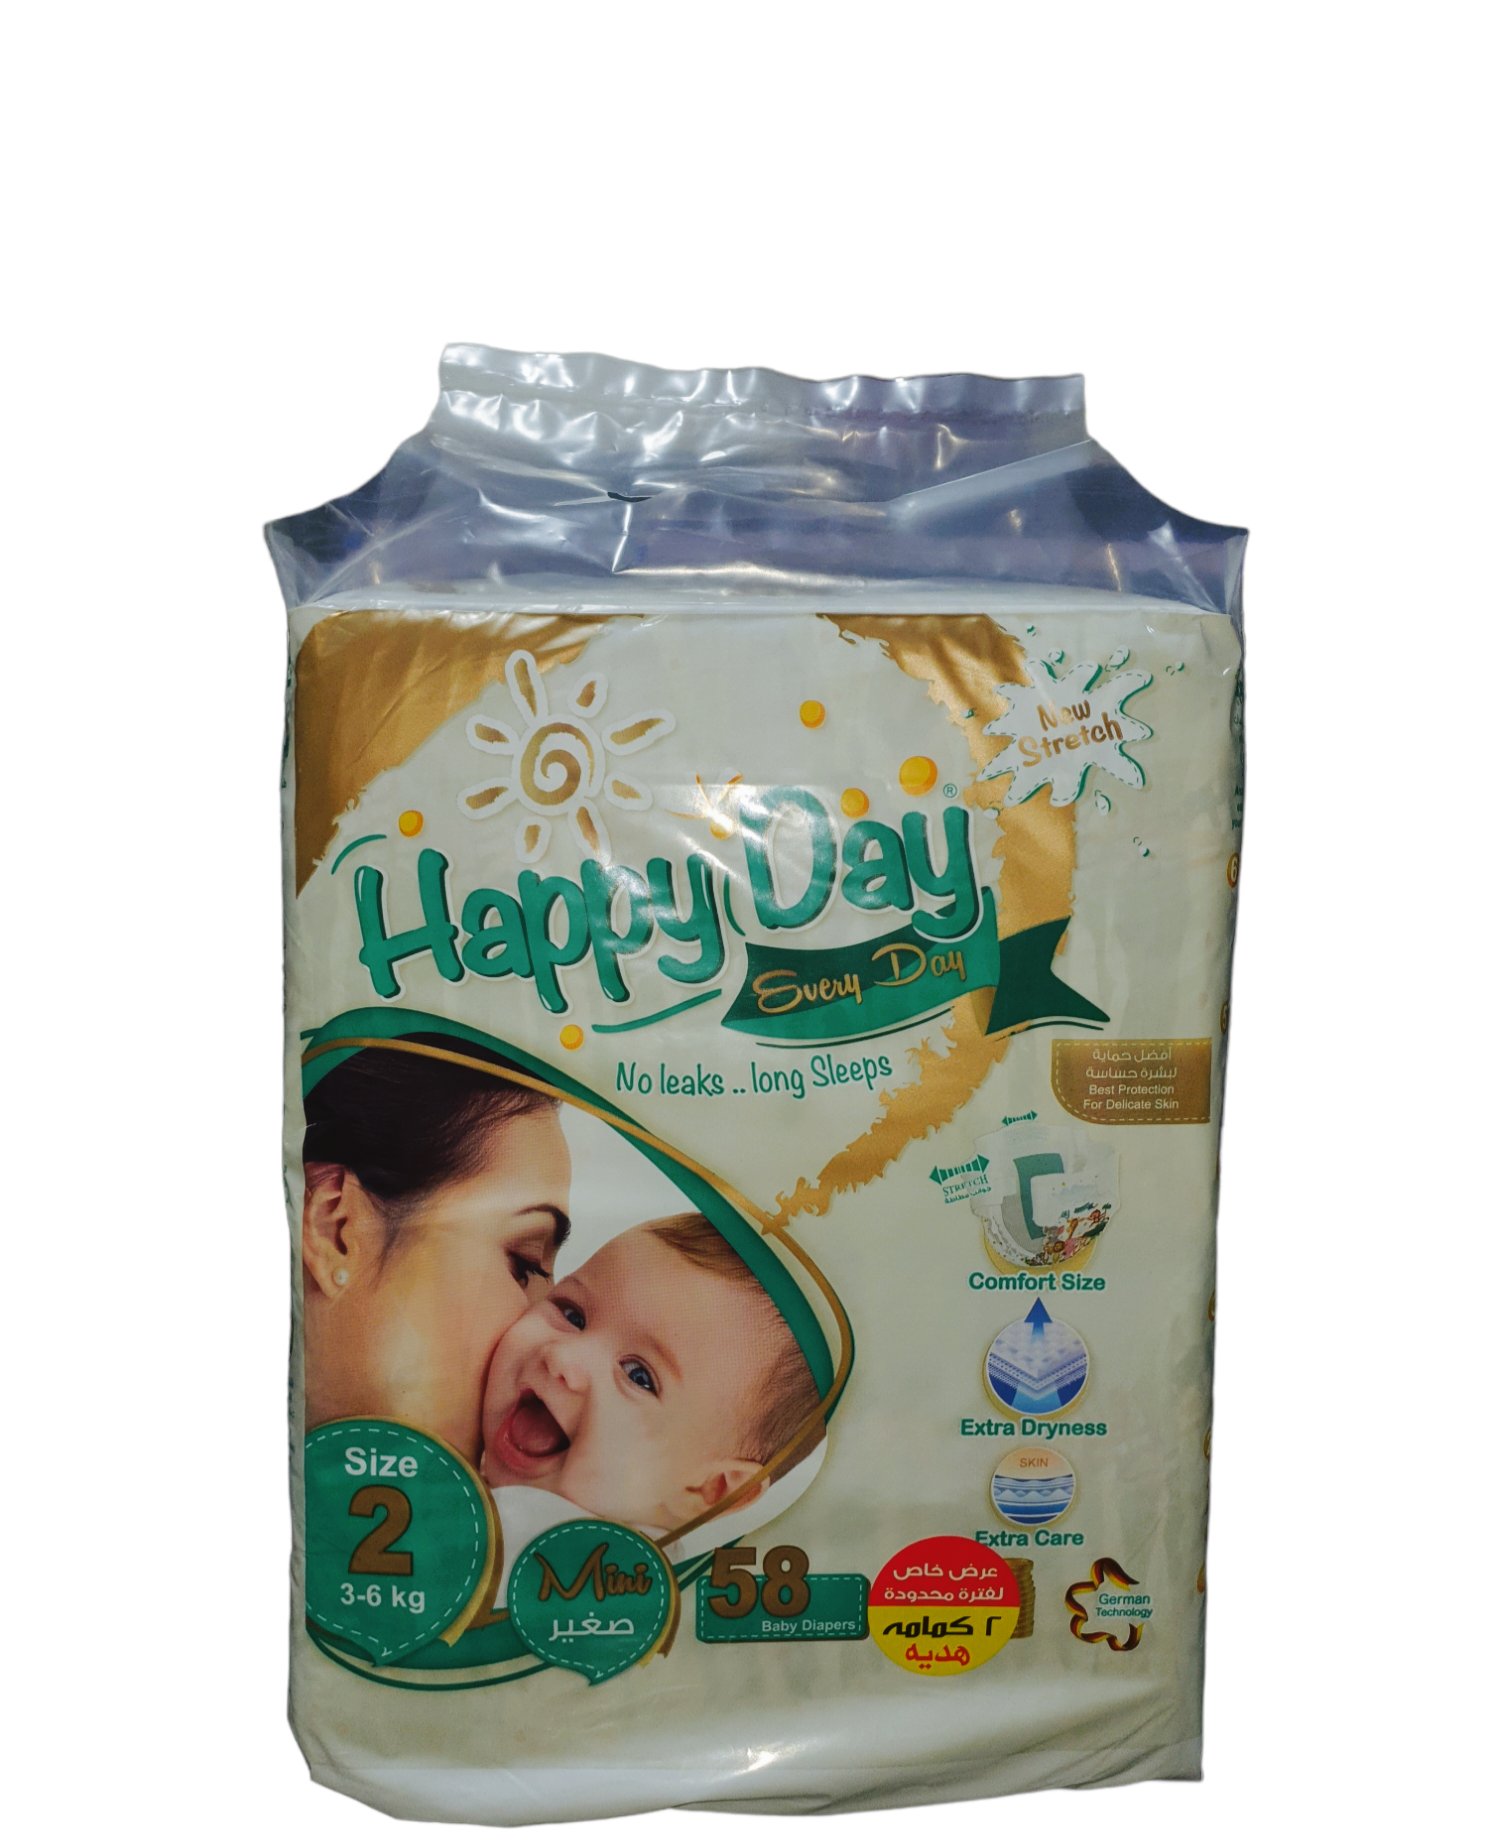 New
Stretch
Happy Day®
Every Day
No leaks .. long Sleeps
أفضل حماية
لبشرة حساسة
Best Protection
For Delicate Skin
STRETCH
Comfort Size
Extra Dryness
SKIN
Extra Care
Size
2
3-6 kg
Mini
صغير
58
Baby Diapers
عرض خاص
لفترة محدودة
٢ كمامه
هديه
German
Technology